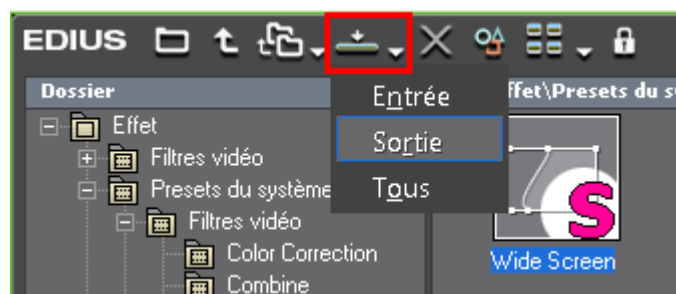 EDIUS
Dossier
ffet\Presets du s
Entrée
Sortie
Tous
Effet
Filtres vidéo
Presets du système
Filtres vidéo
Color Correction
Combine
S
Wide Screen